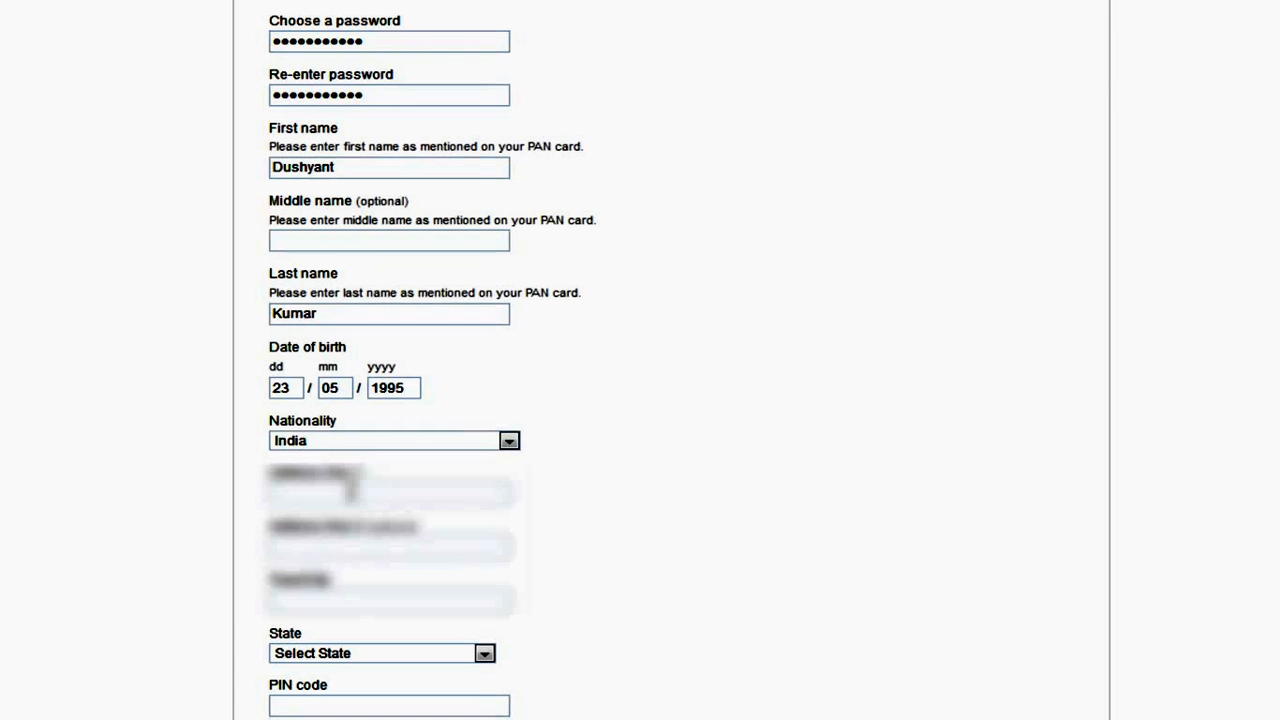 Choose a password
•••••••••••
Re-enter password
•••••••••••
First name
Please enter first name as mentioned on your PAN card.
Dushyant
Middle name (optional)
Please enter middle name as mentioned on your PAN card.
Last name
Please enter last name as mentioned on your PAN card.
Kumar
Date of birth
dd mm yyyy
23 / 05 / 1995
Nationality
India
State
Select State
PIN code